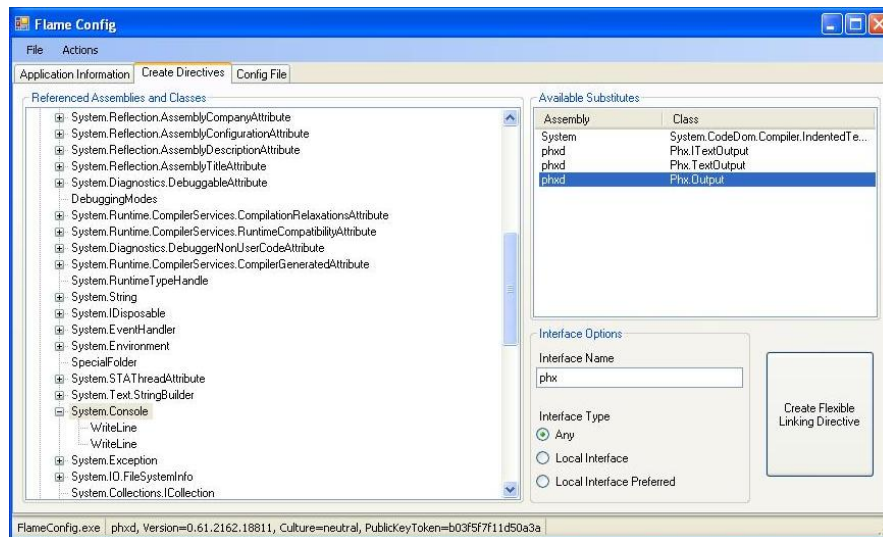 Flame Config
File Actions
Application Information Create Directives Config File
Referenced Assemblies and Classes
System.Reflection.AssemblyCompanyAttribute
System.Reflection.AssemblyConfigurationAttribute
System.Reflection.AssemblyDescriptionAttribute
System.Reflection.AssemblyTitleAttribute
System.Diagnostics.DebuggableAttribute
DebuggingModes
System.Runtime.CompilerServices.CompilationRelaxationsAttribute
System.Runtime.CompilerServices.RuntimeCompatibilityAttribute
System.Diagnostics.DebuggerNonUserCodeAttribute
System.Runtime.CompilerServices.CompilerGeneratedAttribute
System.RuntimeTypeHandle
System.String
System.IDisposable
System.EventHandler
System.Environment
SpecialFolder
System.STAThreadAttribute
System.Text.StringBuilder
System.Console
WriteLine
WriteLine
System.Exception
System.IO.FileSystemInfo
System.Collections.ICollection
Available Substitutes
Assembly Class
System System.CodeDom.Compiler.IndentedTe...
phxd Phx.ITextOutput
phxd Phx.TextOutput
phxd Phx.Output
Interface Options
Interface Name
phx
Interface Type
Any
Local Interface
Local Interface Preferred
Create Flexible
Linking Directive
FlameConfig.exe phxd, Version=0.61.2162.18811, Culture=neutral, PublicKeyToken=b03f5f7f11d50a3a